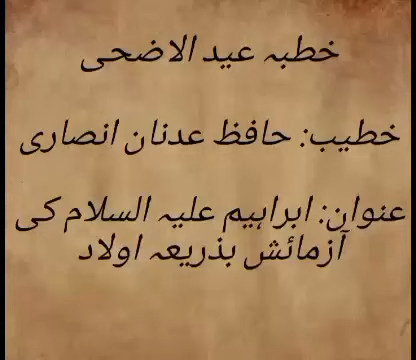 خطبہ عید الاضحی
خطیب: حافظ عدنان انصاری
عنوان: ابراہیم علیہ السلام کی
آزمائش بذریعہ اولاد